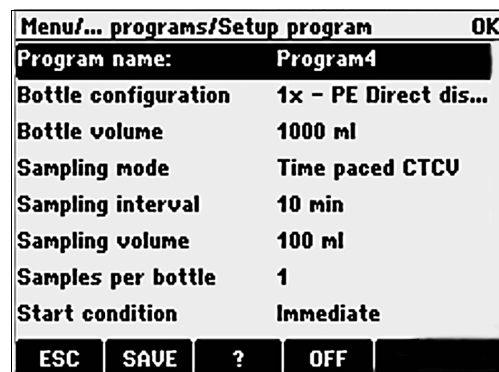 Menu/... programs/Setup program OK
Program name: Program4
Bottle configuration 1x - PE Direct dis...
Bottle volume 1000 ml
Sampling mode Time paced CTCV
Sampling interval 10 min
Sampling volume 100 ml
Samples per bottle 1
Start condition Immediate
ESC SAVE ? OFF